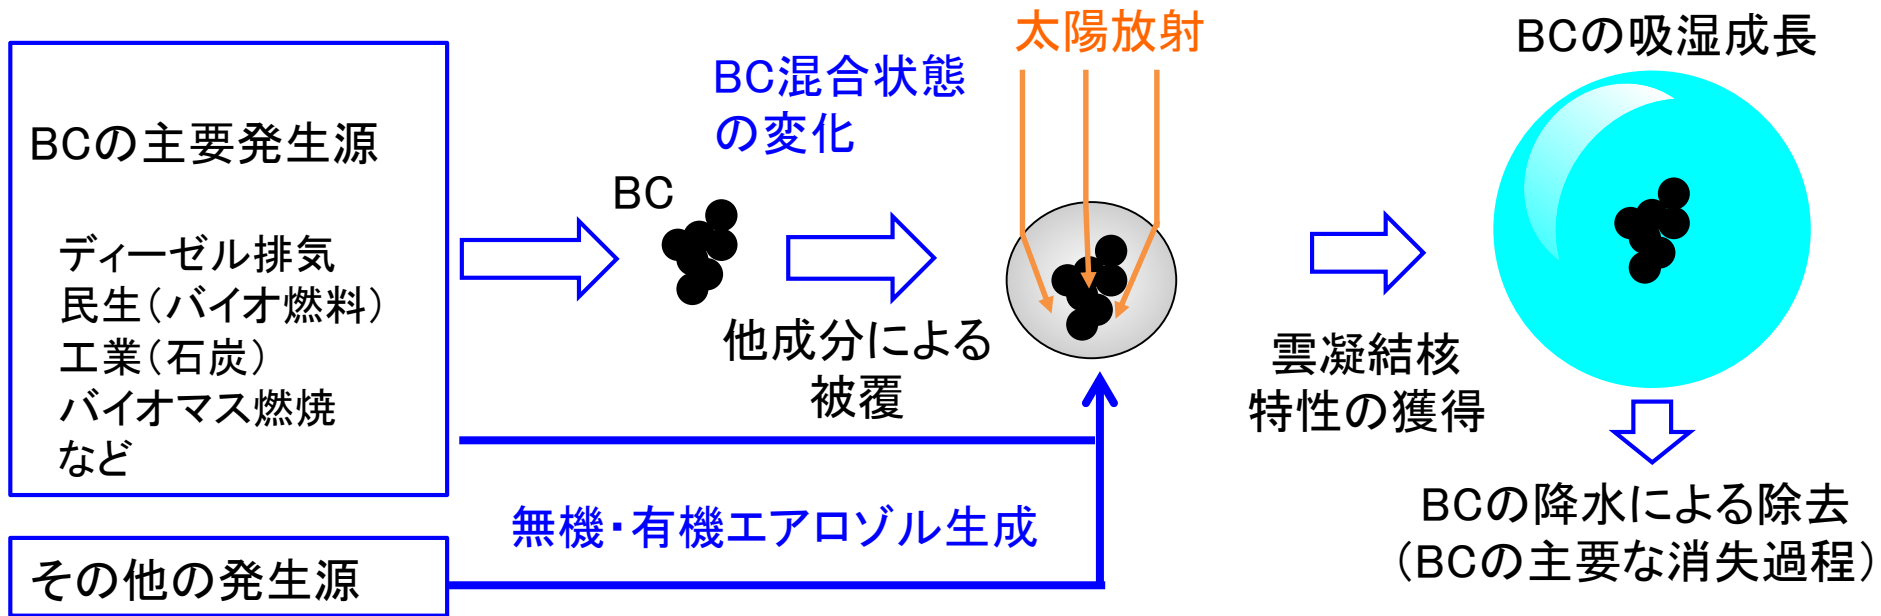 BCの主要発生源
ディーゼル排気
民生(バイオ燃料)
工業(石炭)
バイオマス燃焼
など
その他の発生源
BC
BC混合状態
の変化
他成分による
被覆
無機・有機エアロゾル生成
太陽放射
雲凝結核
特性の獲得
BCの吸湿成長
BCの降水による除去
(BCの主要な消失過程)